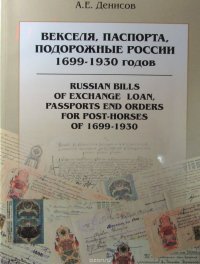 А.Е. Денисов
ВЕКСЕЛЯ, ПАСПОРТА,
ПОДОРОЖНЫЕ РОССИИ
1699-1930 годов
RUSSIAN BILLS
OF EXCHANGE LOAN,
PASSPORTS END ORDERS
FOR POST-HORSES
OF 1699-1930